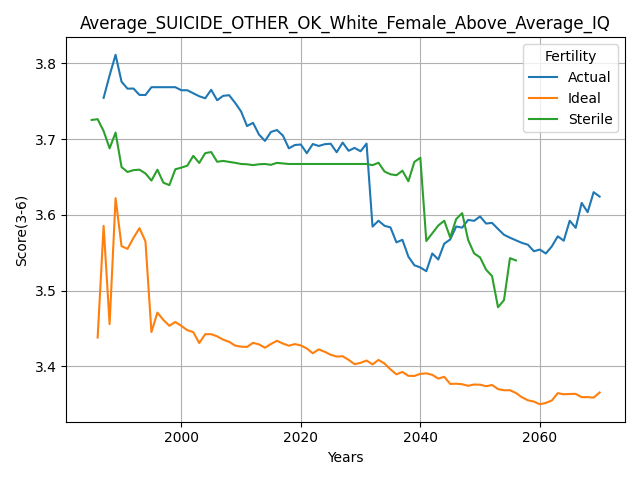 Average_SUICIDE_OTHER_OK_White_Female_Above_Average_IQ
Fertility
Actual
Ideal
Sterile
Score(3-6)
3.8
3.7
3.6
3.5
3.4
2000
2020
2040
2060
Years